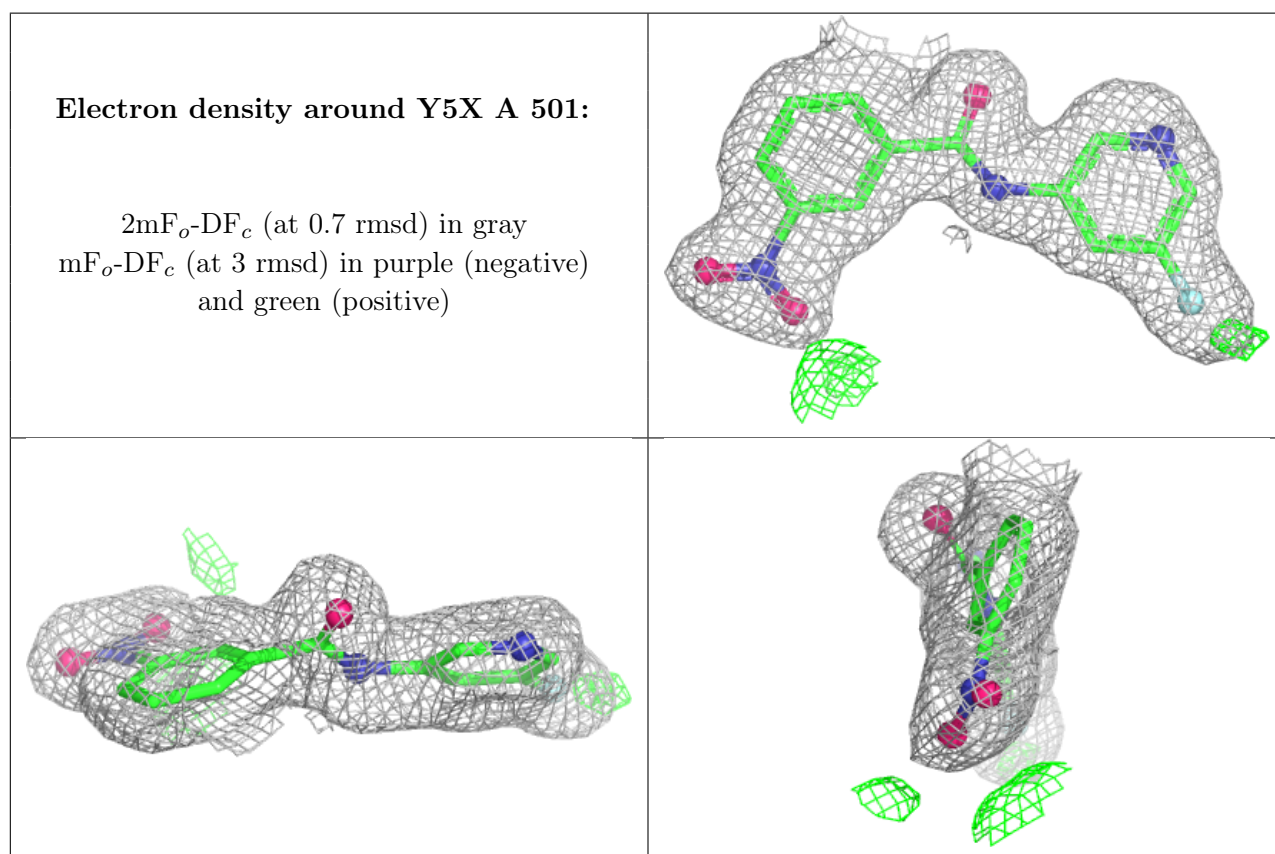 Electron density around Y5X A 501:
2mFo-DFc (at 0.7 rmsd) in gray
mFo-DFc (at 3 rmsd) in purple (negative)
and green (positive)